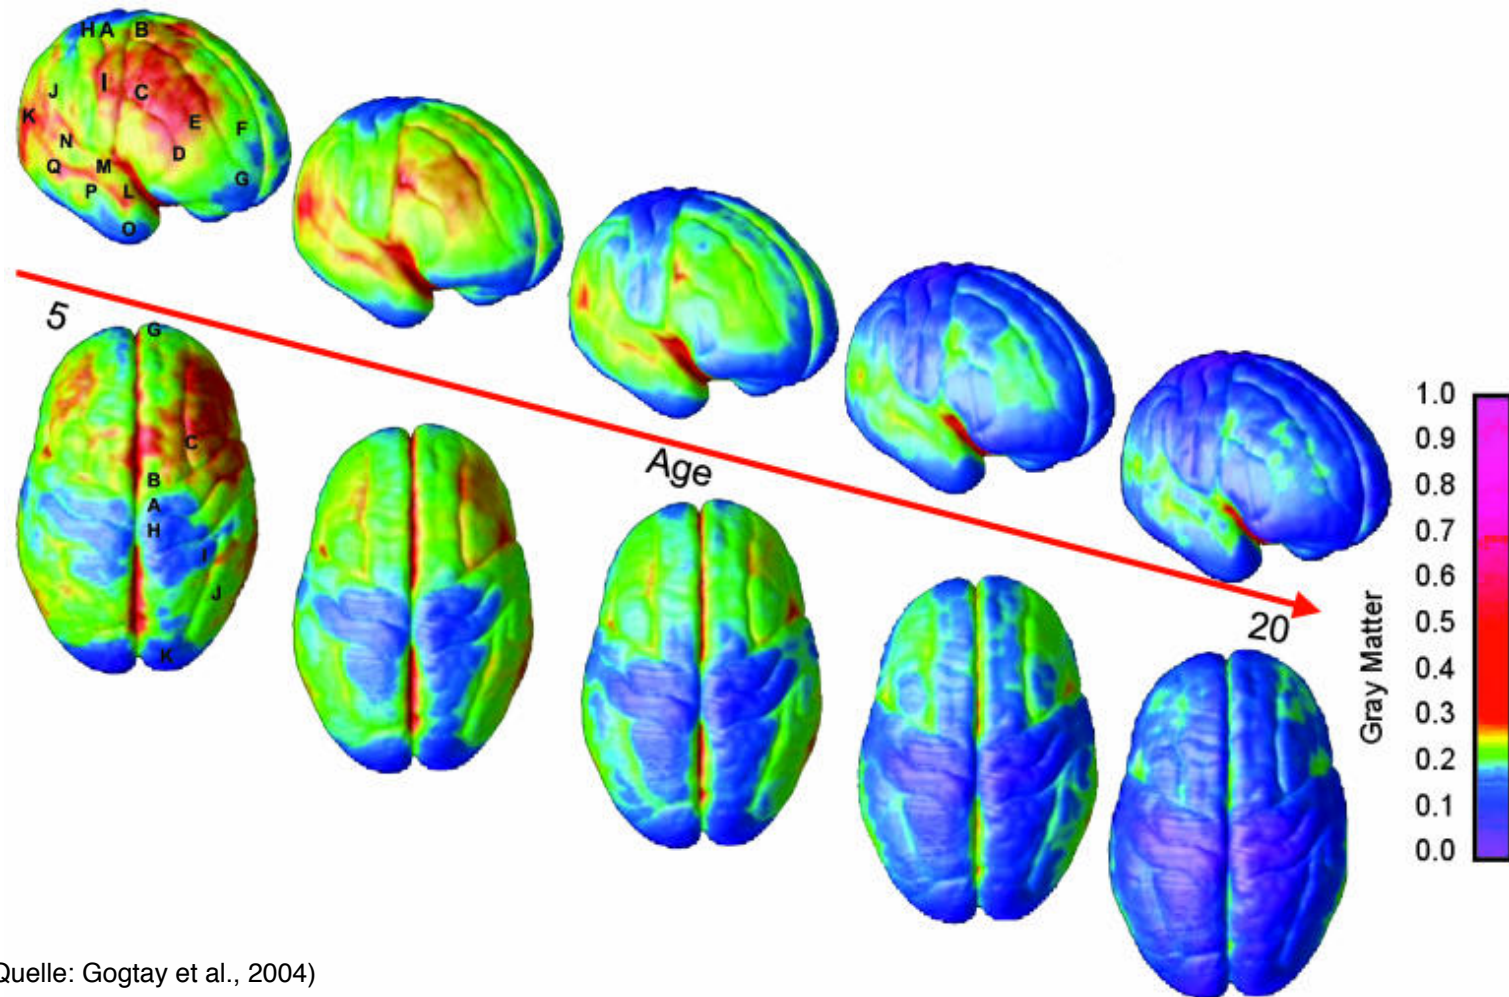 H A B
I C
J
K E F
N D
Q M G
P L
O
5
G
C
B
A
H
I
J
K
Age
20
Gray Matter
1.0
0.9
0.8
0.7
0.6
0.5
0.4
0.3
0.2
0.1
0.0
Quelle: Gogtay et al., 2004)